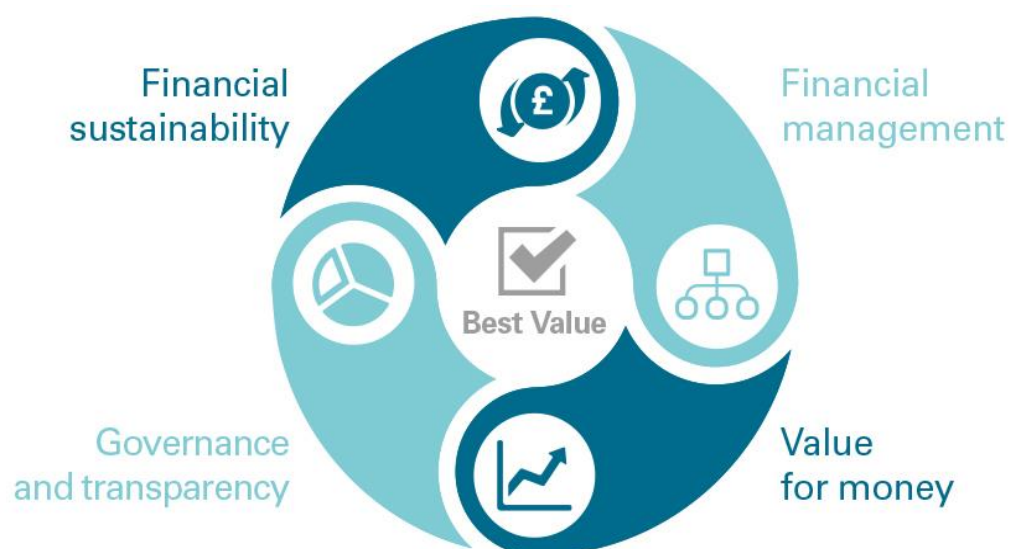 Financial
sustainability
Financial
management
£
Best Value
Governance
and transparency
Value
for money